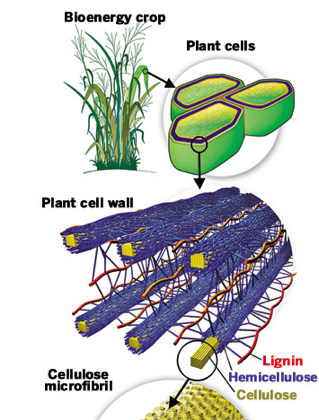 Bioenergy crop
Plant cells
Plant cell wall
Lignin
Hemicellulose
Cellulose
Cellulose
microfibril